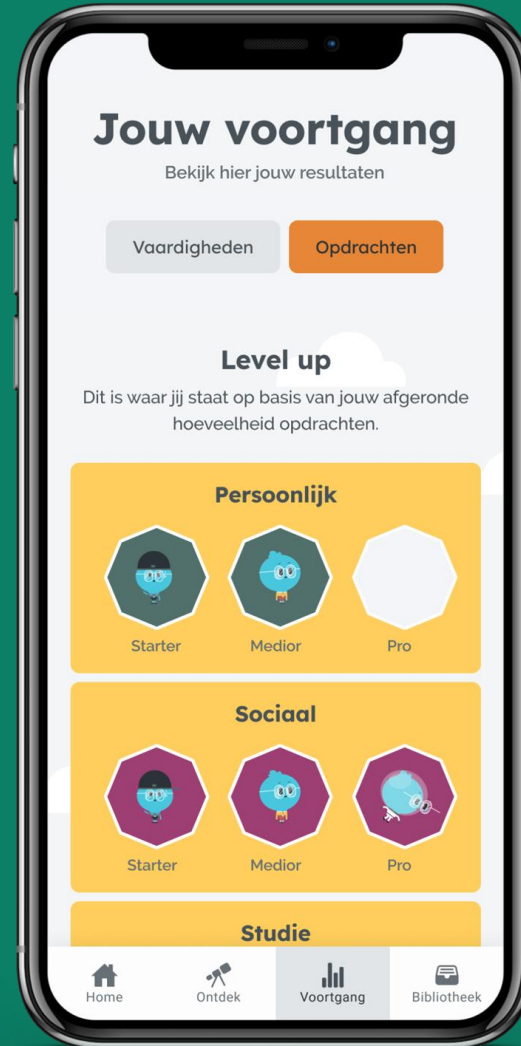 Jouw voortgang
Bekijk hier jouw resultaten
Vaardigheden
Opdrachten
Level up
Dit is waar jij staat op basis van jouw afgeronde
hoeveelheid opdrachten.
Persoonlijk
Starter
Medior
Pro
Sociaal
Starter
Medior
Pro
Studie
Home
Ontdek
Voortgang
Bibliotheek